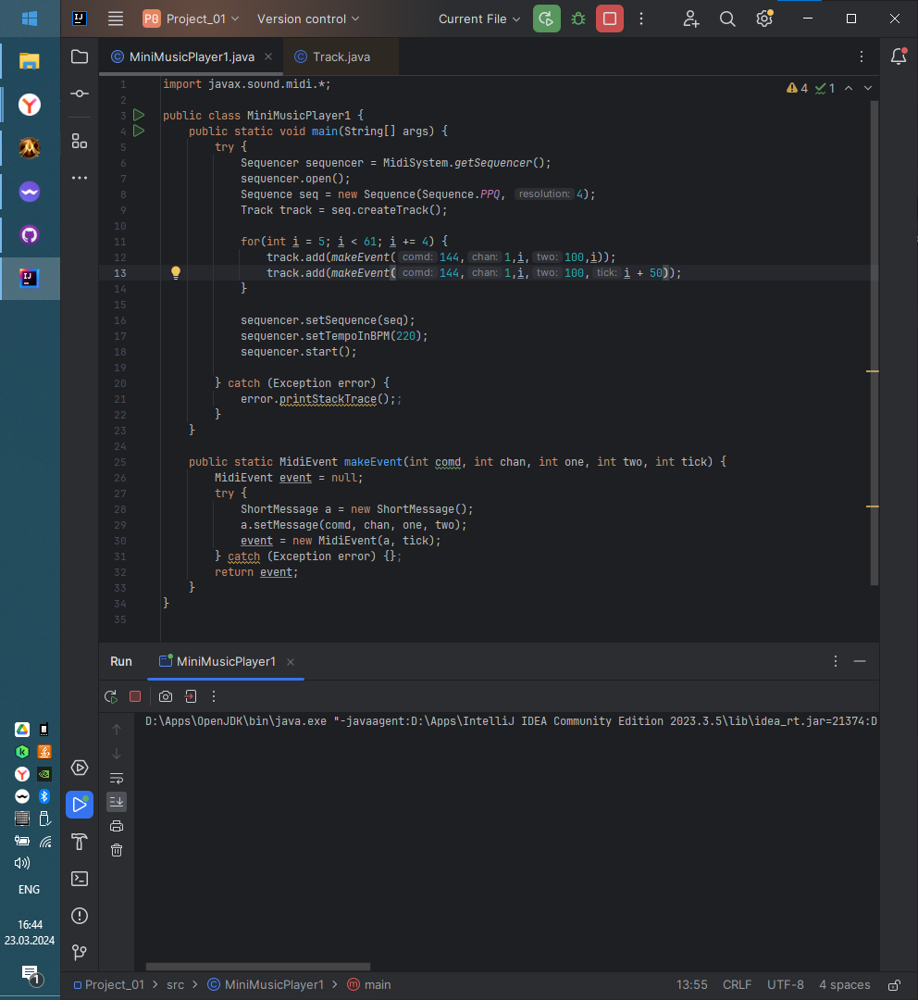 Project_01
Version control
Current File
MiniMusicPlayer1.java
Track.java
4
1
1 import javax.sound.midi.*;
2
3 public class MiniMusicPlayer1 {
4 public static void main(String[] args) {
5 try {
6 Sequencer sequencer = MidiSystem.getSequencer();
7 sequencer.open();
8 Sequence seq = new Sequence(Sequence.PPQ, resolution: 4);
9 Track track = seq.createTrack();
10
11 for(int i = 5; i < 61; i += 4) {
12 track.add(makeEvent( comd: 144, chan: 1,i, two: 100,i));
13 track.add(makeEvent( comd: 144, chan: 1,i, two: 100, tick: i + 50));
14 }
15
16 sequencer.setSequence(seq);
17 sequencer.setTempoInBPM(220);
18 sequencer.start();
19
20 } catch (Exception error) {
21 error.printStackTrace();;
22 }
23 }
24
25 public static MidiEvent makeEvent(int comd, int chan, int one, int two, int tick) {
26 MidiEvent event = null;
27 try {
28 ShortMessage a = new ShortMessage();
29 a.setMessage(comd, chan, one, two);
30 event = new MidiEvent(a, tick);
31 } catch (Exception error) {};
32 return event;
33 }
34 }
35
Run
MiniMusicPlayer1
D:\Apps\OpenJDK\bin\java.exe "-javaagent:D:\Apps\IntelliJ IDEA Community Edition 2023.3.5\lib\idea_rt.jar=21374:D
ENG
16:44
23.03.2024
1
Project_01 > src > MiniMusicPlayer1 > main
13:55
CRLF
UTF-8
4 spaces